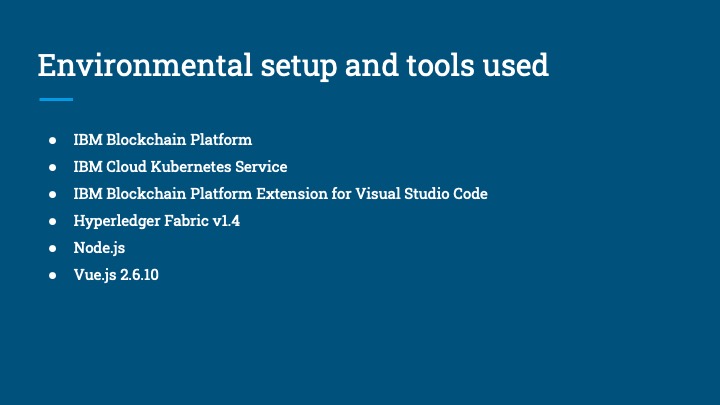 Environmental setup and tools used
● IBM Blockchain Platform
● IBM Cloud Kubernetes Service
● IBM Blockchain Platform Extension for Visual Studio Code
● Hyperledger Fabric v1.4
● Node.js
● Vue.js 2.6.10